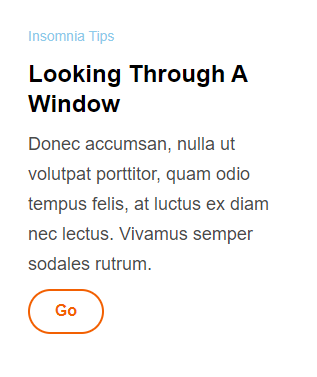 Insomnia Tips
Looking Through A
Window
Donec accumsan, nulla ut
volutpat porttitor, quam odio
tempus felis, at luctus ex diam
nec lectus. Vivamus semper
sodales rutrum.
Go